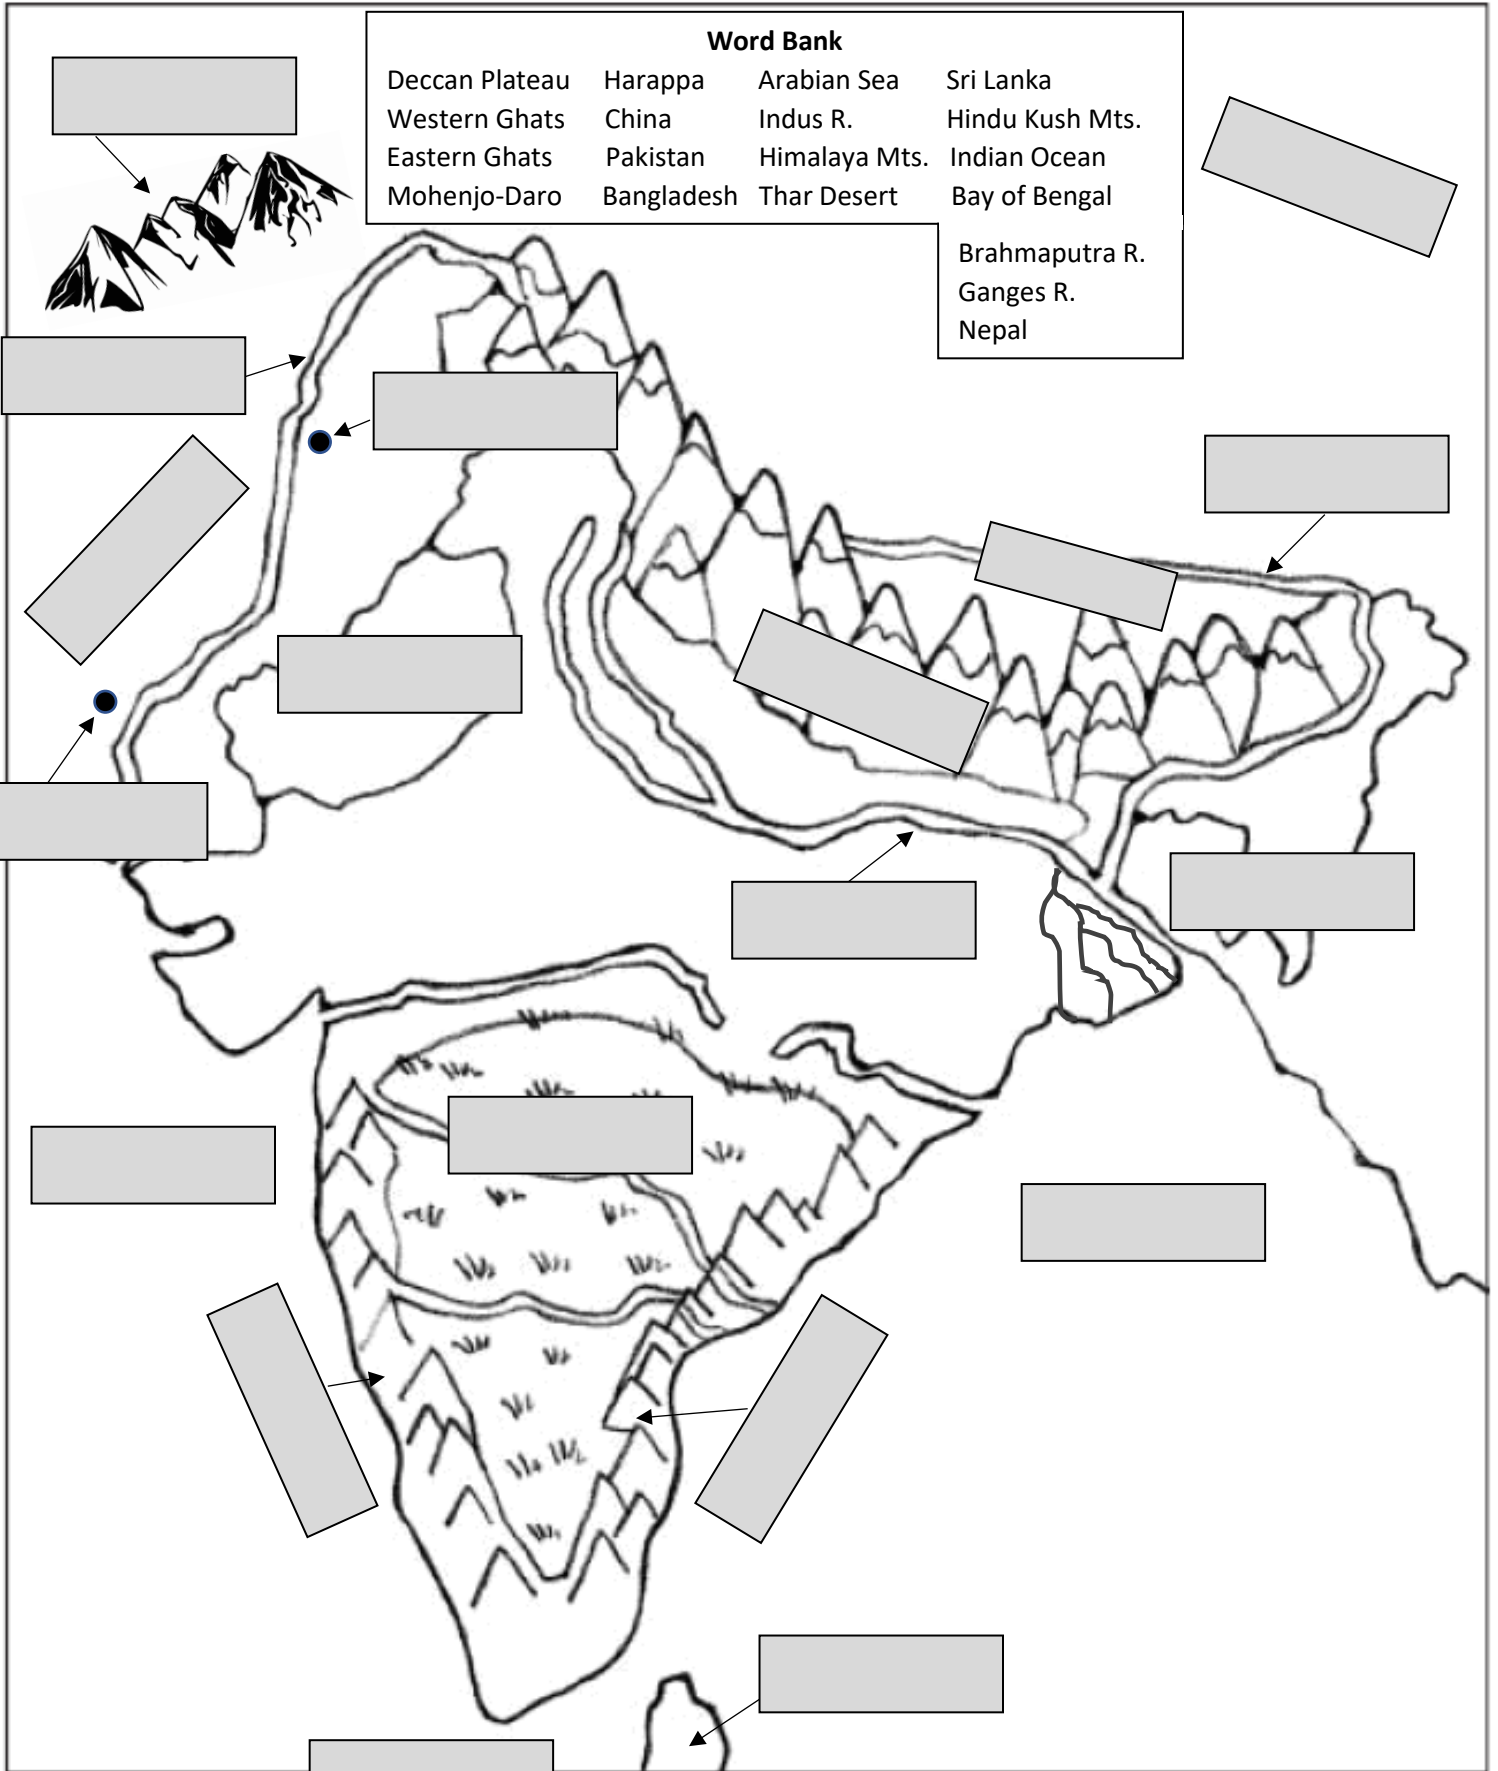 Word Bank
Deccan Plateau Harappa Arabian Sea Sri Lanka
Western Ghats China Indus R. Hindu Kush Mts.
Eastern Ghats Pakistan Himalaya Mts. Indian Ocean
Mohenjo-Daro Bangladesh Thar Desert Bay of Bengal
Brahmaputra R.
Ganges R.
Nepal